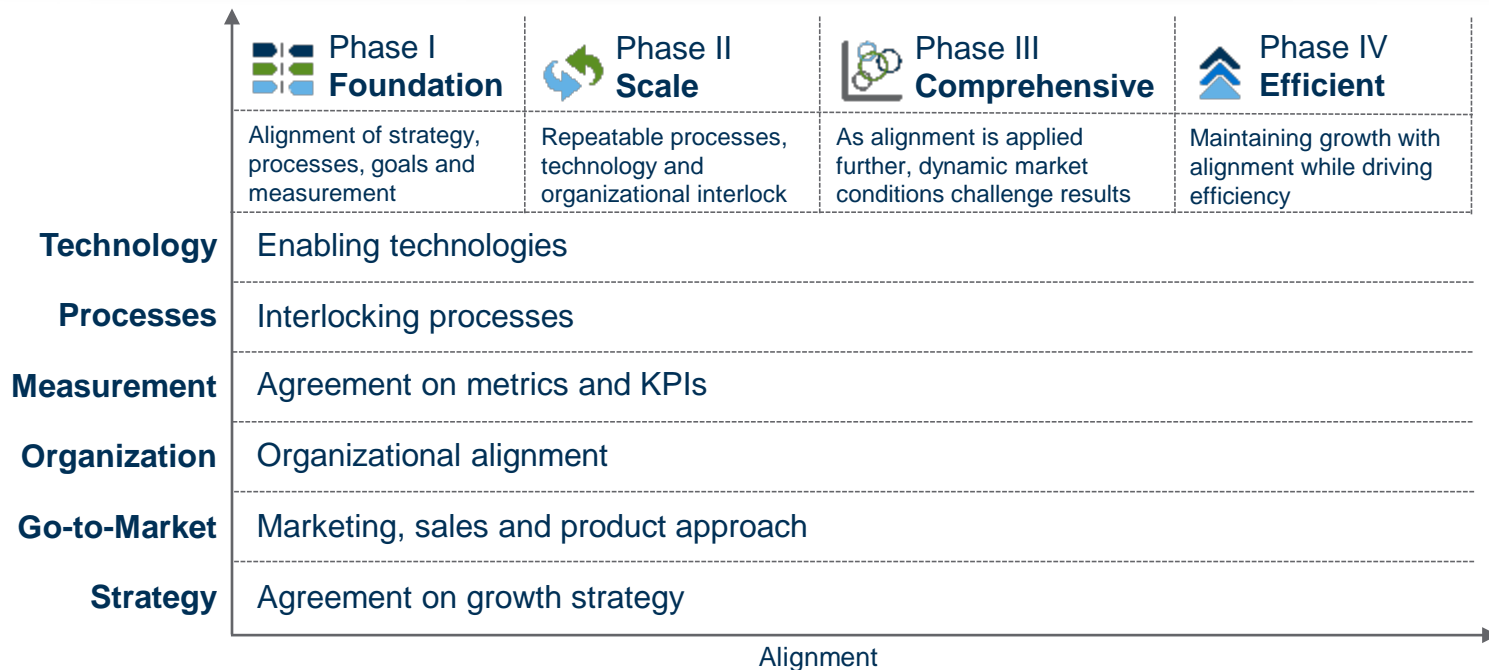 Phase I
Foundation
Phase II
Scale
Phase III
Comprehensive
Phase IV
Efficient
Alignment of strategy,
processes, goals and
measurement
Repeatable processes,
technology and
organizational interlock
As alignment is applied
further, dynamic market
conditions challenge results
Maintaining growth with
alignment while driving
efficiency
Technology
Enabling technologies
Processes
Interlocking processes
Measurement
Agreement on metrics and KPIs
Organization
Organizational alignment
Go-to-Market
Marketing, sales and product approach
Strategy
Agreement on growth strategy
Alignment